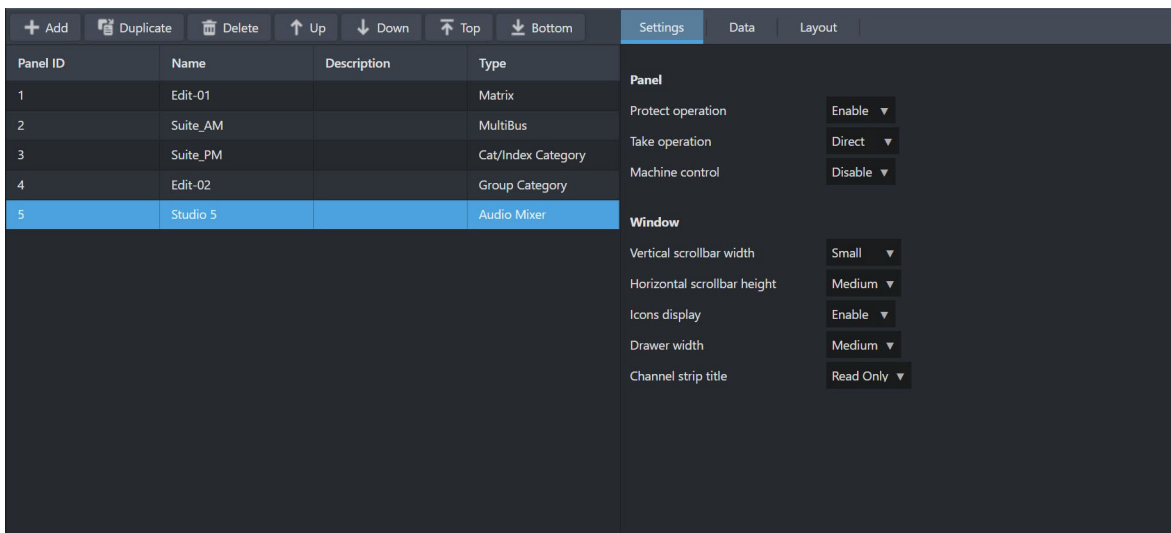 Add Duplicate Delete Up Down Top Bottom
Settings Data Layout
Panel ID Name Description Type
1 Edit-01 Matrix
2 Suite_AM MultiBus
3 Suite_PM Cat/Index Category
4 Edit-02 Group Category
5 Studio 5 Audio Mixer
Panel
Protect operation Enable
Take operation Direct
Machine control Disable
Window
Vertical scrollbar width Small
Horizontal scrollbar height Medium
Icons display Enable
Drawer width Medium
Channel strip title Read Only